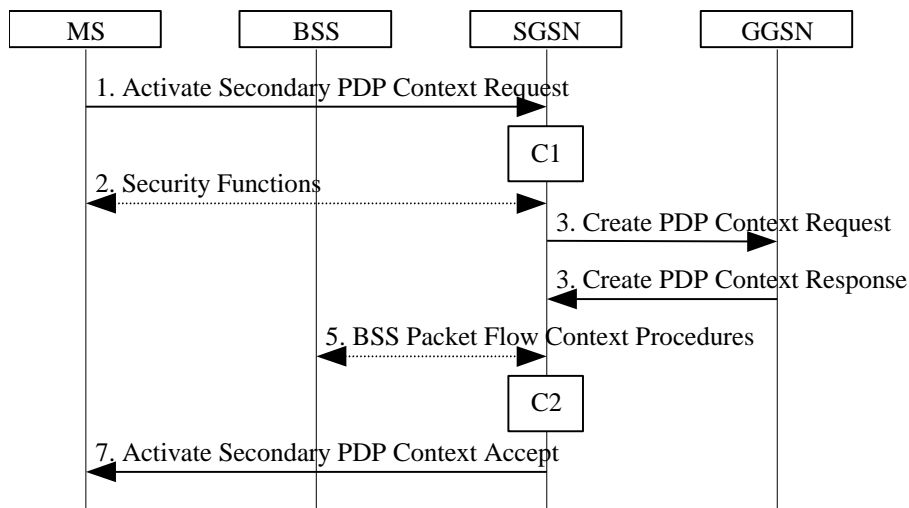 MS
BSS
SGSN
GGSN
1. Activate Secondary PDP Context Request
C1
2. Security Functions
3. Create PDP Context Request
3. Create PDP Context Response
5. BSS Packet Flow Context Procedures
C2
7. Activate Secondary PDP Context Accept